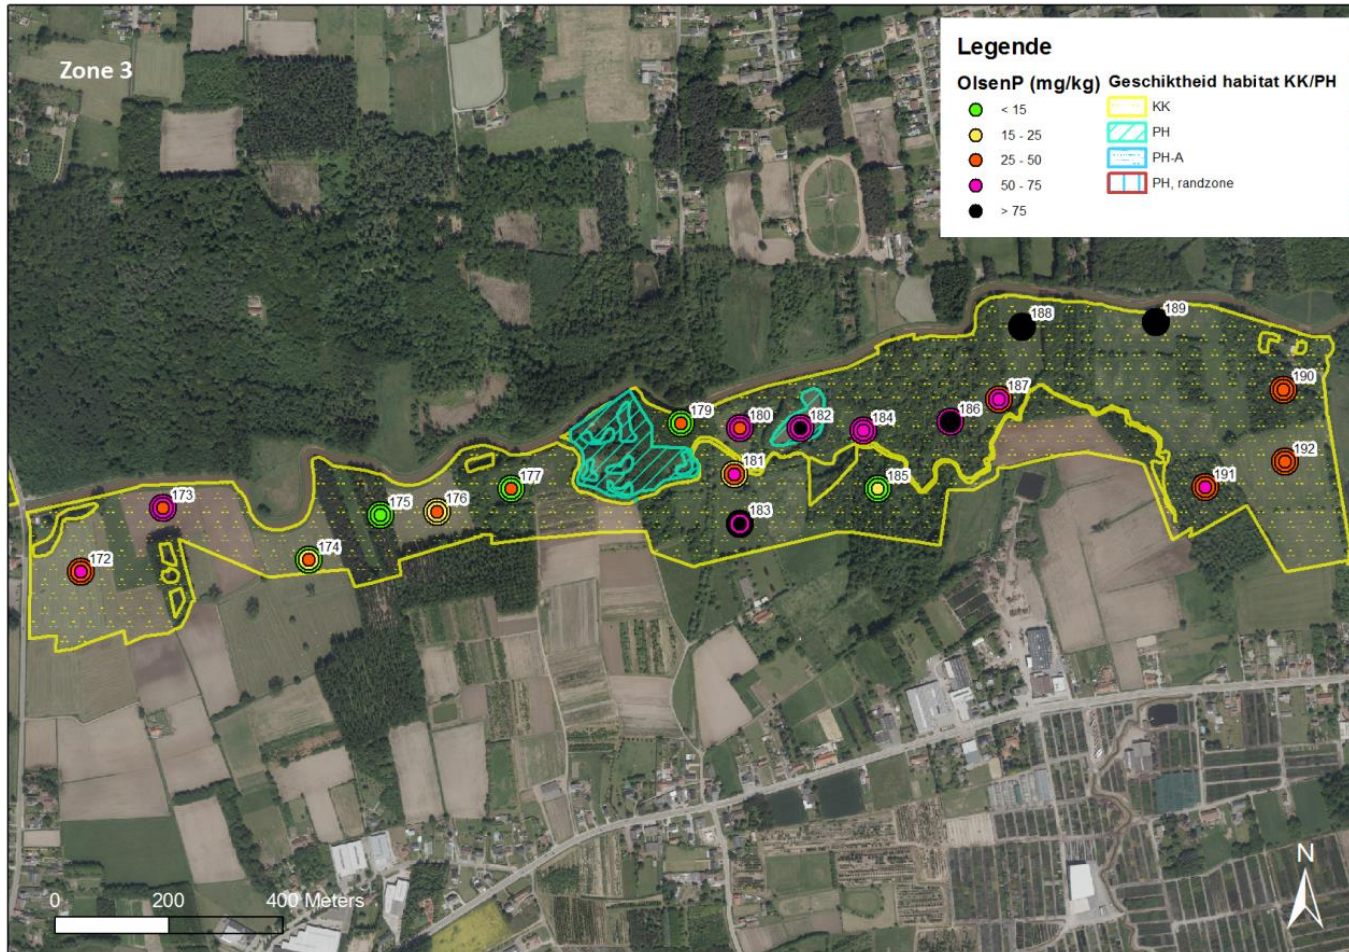 Zone 3
Legende
OlsenP (mg/kg)
< 15
15 - 25
25 - 50
50 - 75
> 75
Geschiktheid habitat KK/PH
KK
PH
PH-A
PH, randzone
188
189
190
187
179
180
182
184
186
192
181
177
185
191
173
175
176
183
174
172
N
0
200
400 Meters